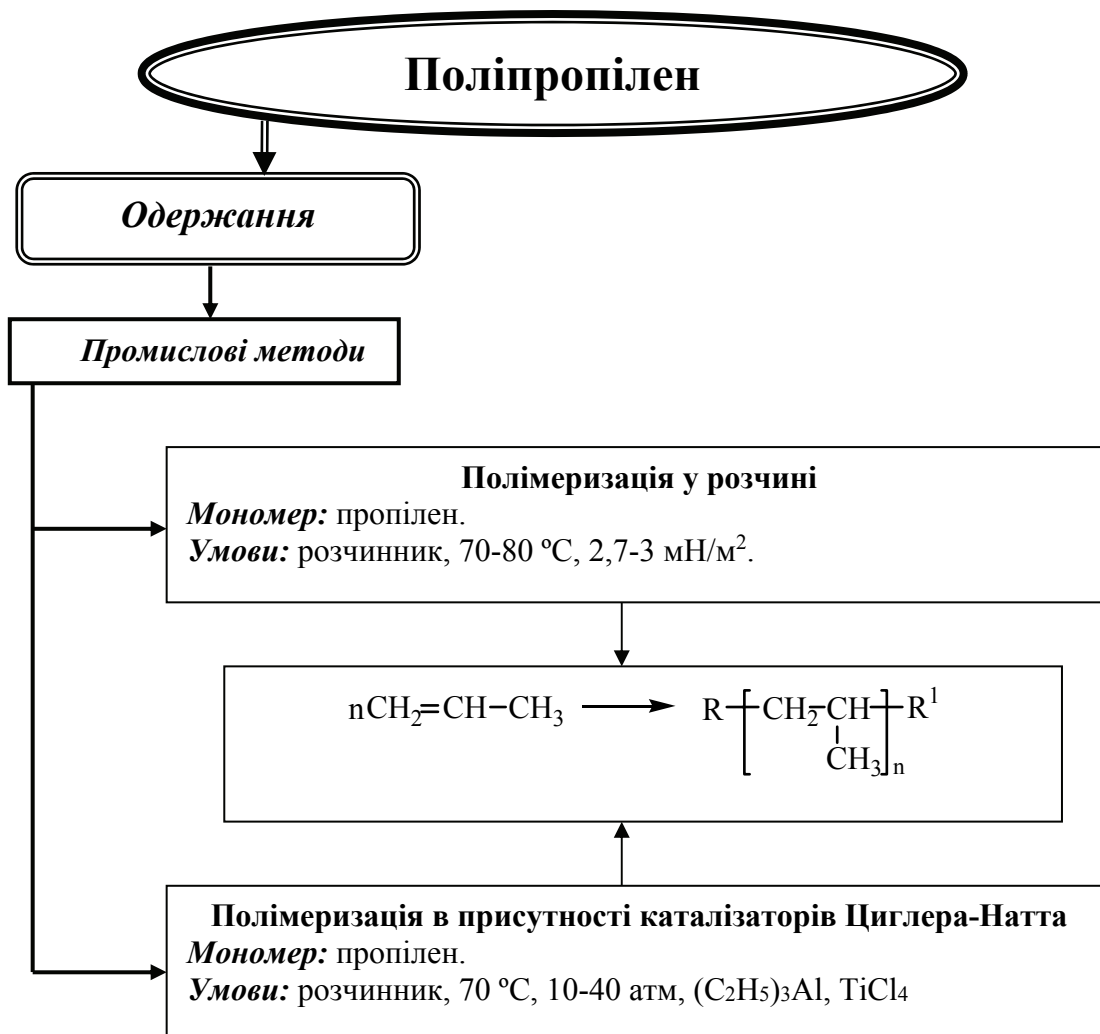 Поліпропілен
Одержання
Промислові методи
Полімеризація у розчині
Мономер: пропілен.
Умови: розчинник, 70-80 ºС, 2,7-3 мН/м².
nCH₂=CH−CH₃ ⟶ R−[−CH₂−CH−]ₙ−R¹
CH₃
Полімеризація в присутності каталізаторів Циглера-Натта
Мономер: пропілен.
Умови: розчинник, 70 ºС, 10-40 атм, (C₂H₅)₃Al, TiCl₄